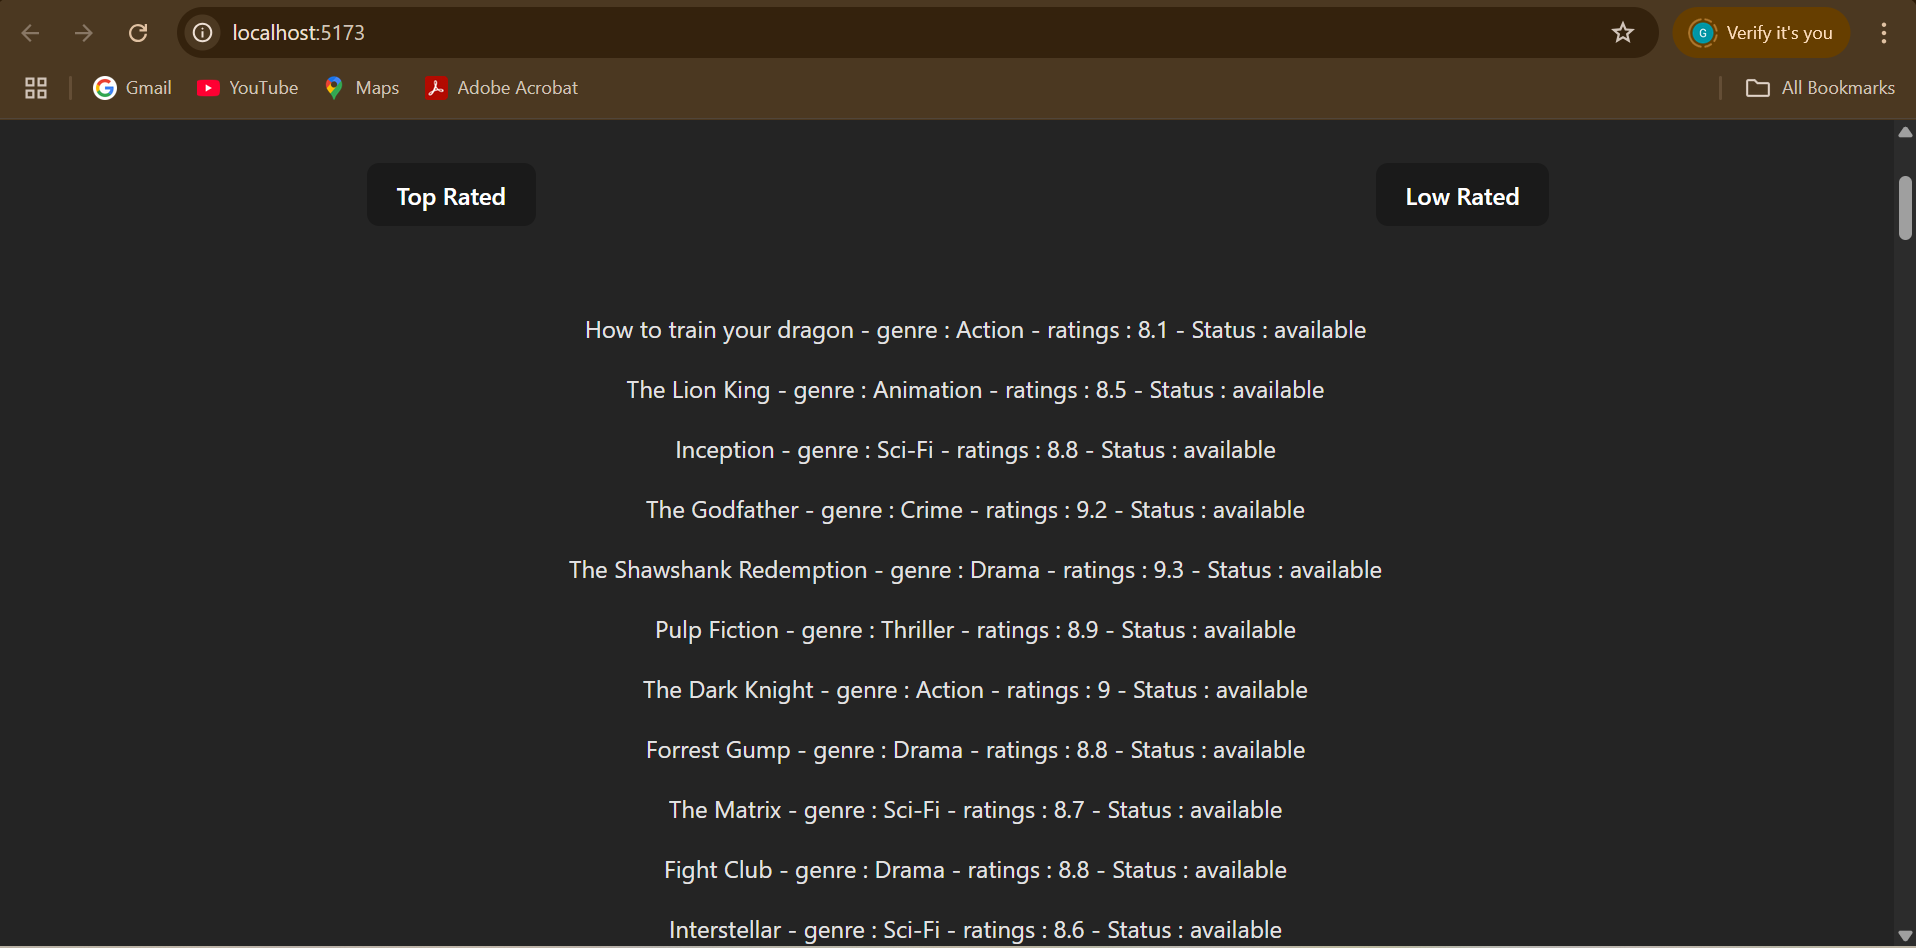 localhost:5173
G
Verify it's you
Gmail
YouTube
Maps
Adobe Acrobat
All Bookmarks
Top Rated
Low Rated
How to train your dragon - genre : Action - ratings : 8.1 - Status : available
The Lion King - genre : Animation - ratings : 8.5 - Status : available
Inception - genre : Sci-Fi - ratings : 8.8 - Status : available
The Godfather - genre : Crime - ratings : 9.2 - Status : available
The Shawshank Redemption - genre : Drama - ratings : 9.3 - Status : available
Pulp Fiction - genre : Thriller - ratings : 8.9 - Status : available
The Dark Knight - genre : Action - ratings : 9 - Status : available
Forrest Gump - genre : Drama - ratings : 8.8 - Status : available
The Matrix - genre : Sci-Fi - ratings : 8.7 - Status : available
Fight Club - genre : Drama - ratings : 8.8 - Status : available
Interstellar - genre : Sci-Fi - ratings : 8.6 - Status : available